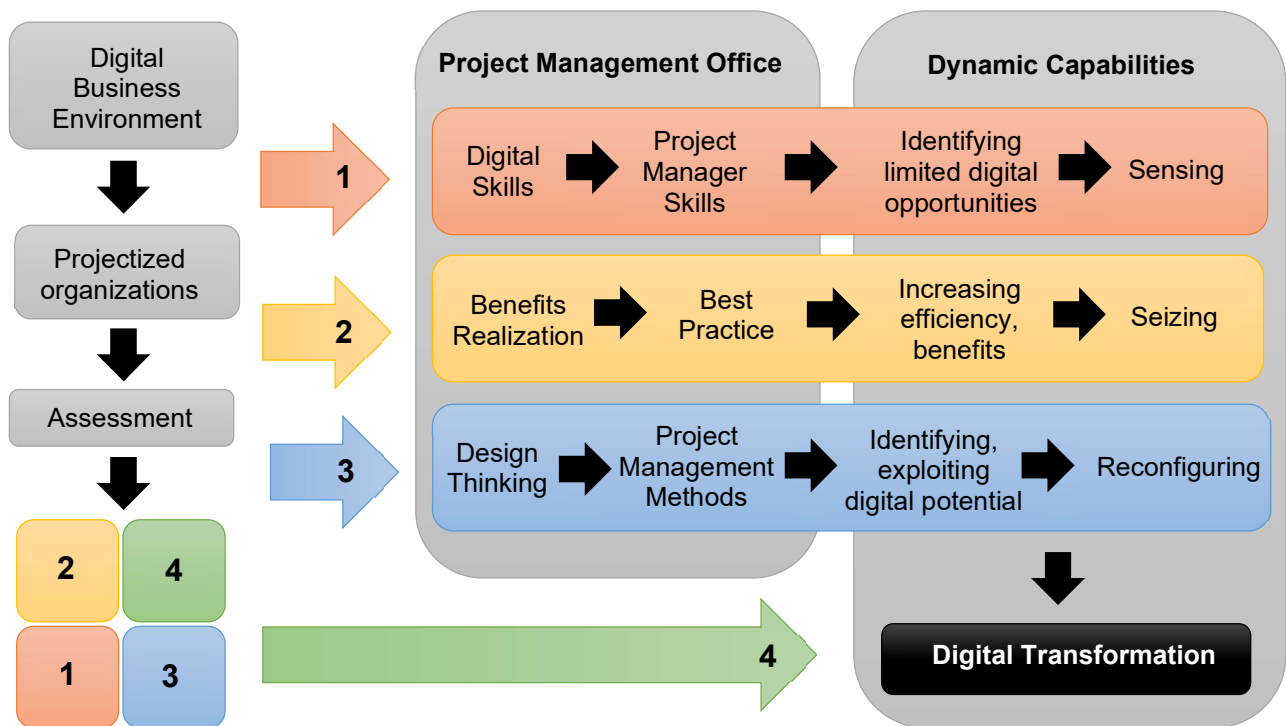 Digital
Business
Environment
Projectized
organizations
Assessment
2
4
1
3
1
2
3
4
Project Management Office
Dynamic Capabilities
Digital
Skills
Project
Manager
Skills
Identifying
limited digital
opportunities
Sensing
Benefits
Realization
Best
Practice
Increasing
efficiency,
benefits
Seizing
Design
Thinking
Project
Management
Methods
Identifying,
exploiting
digital potential
Reconfiguring
Digital Transformation